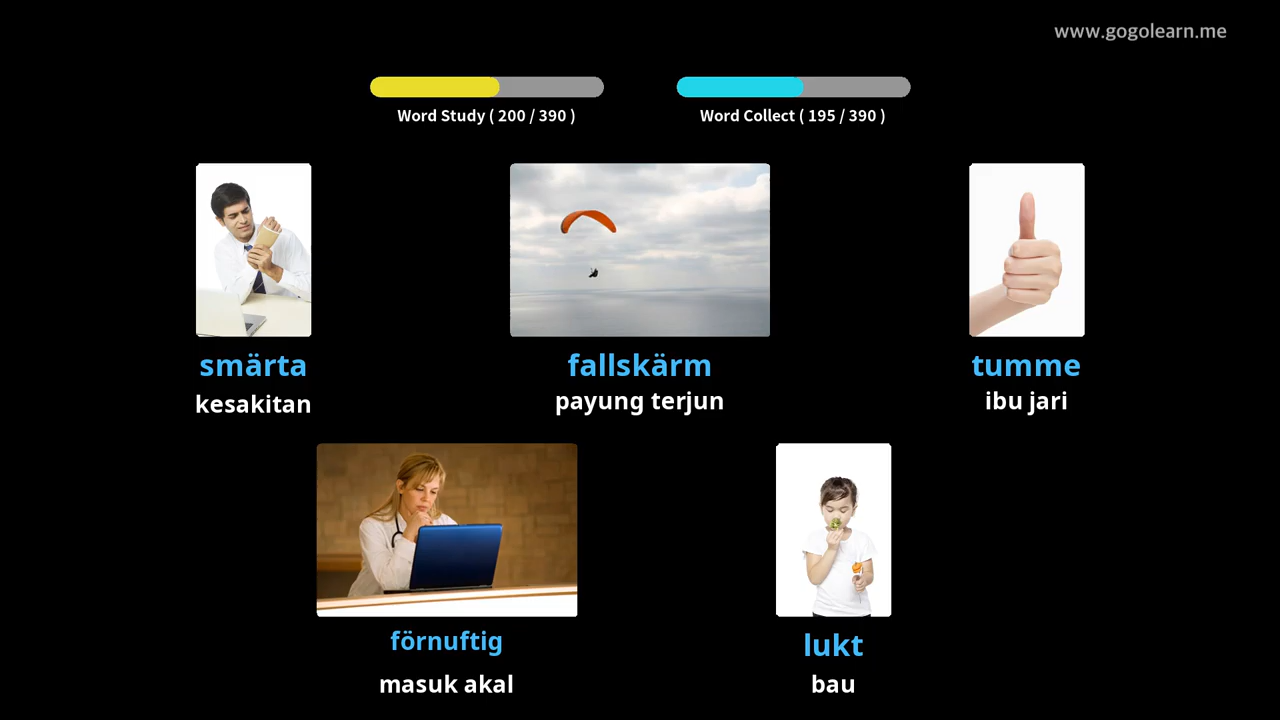 www.gogolearn.me
Word Study ( 200 / 390 )
Word Collect ( 195 / 390 )
smärta
kesakitan
fallskärm
payung terjun
tumme
ibu jari
förnuftig
masuk akal
lukt
bau